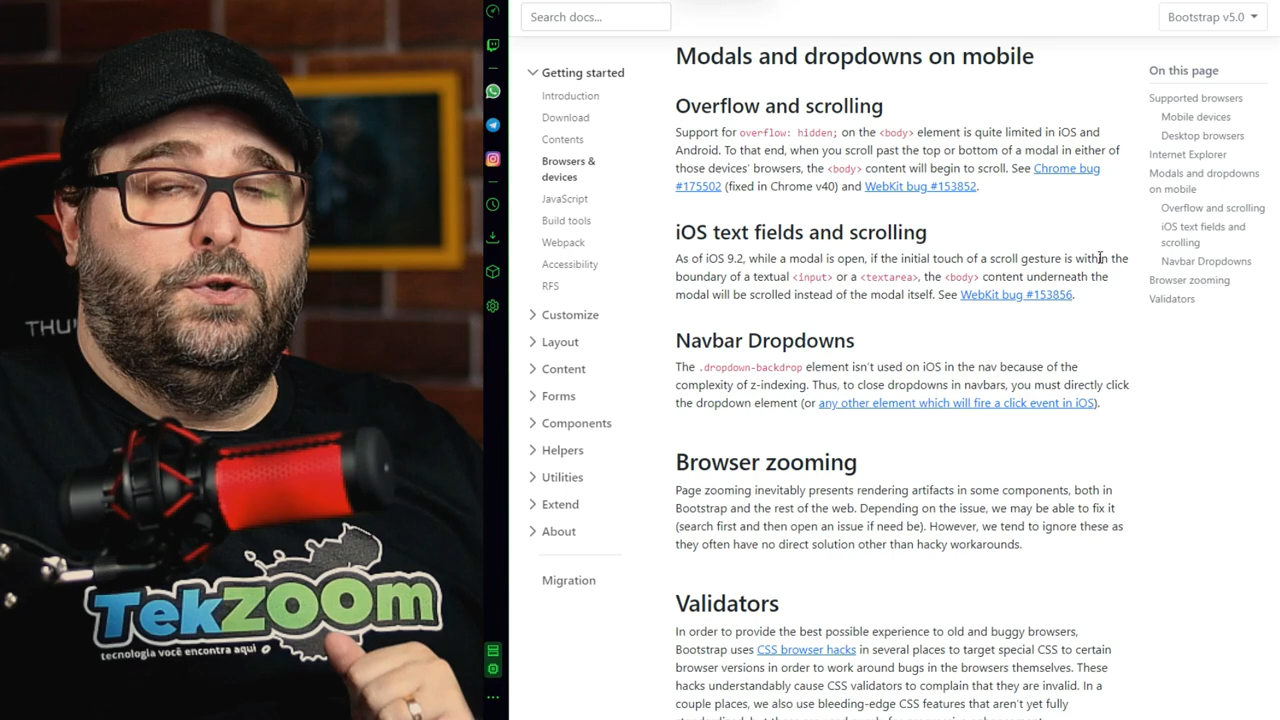 THU
TekZOOm
tecnologia você encontra aqui
Search docs...
Bootstrap v5.0
Getting started
Introduction
Download
Contents
Browsers &
devices
JavaScript
Build tools
Webpack
Accessibility
RFS
Customize
Layout
Content
Forms
Components
Helpers
Utilities
Extend
About
Migration
Modals and dropdowns on mobile
Overflow and scrolling
Support for overflow: hidden; on the <body> element is quite limited in iOS and
Android. To that end, when you scroll past the top or bottom of a modal in either of
those devices’ browsers, the <body> content will begin to scroll. See Chrome bug
#175502 (fixed in Chrome v40) and WebKit bug #153852.
iOS text fields and scrolling
As of iOS 9.2, while a modal is open, if the initial touch of a scroll gesture is within the
boundary of a textual <input> or a <textarea>, the <body> content underneath the
modal will be scrolled instead of the modal itself. See WebKit bug #153856.
Navbar Dropdowns
The .dropdown-backdrop element isn’t used on iOS in the nav because of the
complexity of z-indexing. Thus, to close dropdowns in navbars, you must directly click
the dropdown element (or any other element which will fire a click event in iOS).
Browser zooming
Page zooming inevitably presents rendering artifacts in some components, both in
Bootstrap and the rest of the web. Depending on the issue, we may be able to fix it
(search first and then open an issue if need be). However, we tend to ignore these as
they often have no direct solution other than hacky workarounds.
Validators
In order to provide the best possible experience to old and buggy browsers,
Bootstrap uses CSS browser hacks in several places to target special CSS to certain
browser versions in order to work around bugs in the browsers themselves. These
hacks understandably cause CSS validators to complain that they are invalid. In a
couple places, we also use bleeding-edge CSS features that aren’t yet fully
On this page
Supported browsers
Mobile devices
Desktop browsers
Internet Explorer
Modals and dropdowns
on mobile
Overflow and scrolling
iOS text fields and
scrolling
Navbar Dropdowns
Browser zooming
Validators